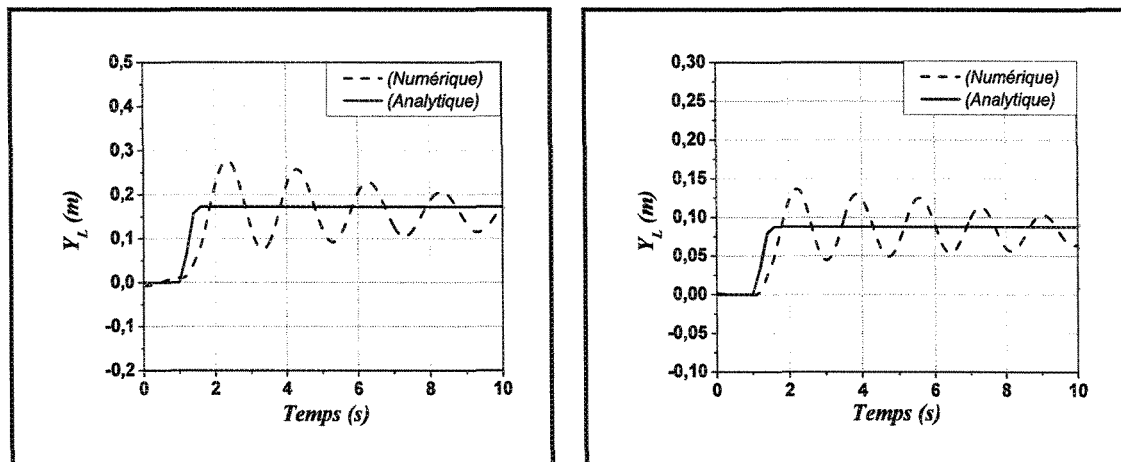 0,5
0,4
0,3
0,2
0,1
0,0
-0,1
-0,2
Y_L (m)
(Numérique)
(Analytique)
0 2 4 6 8 10
Temps (s)
0,30
0,25
0,20
0,15
0,10
0,05
0,00
-0,05
-0,10
Y_L (m)
(Numérique)
(Analytique)
0 2 4 6 8 10
Temps (s)